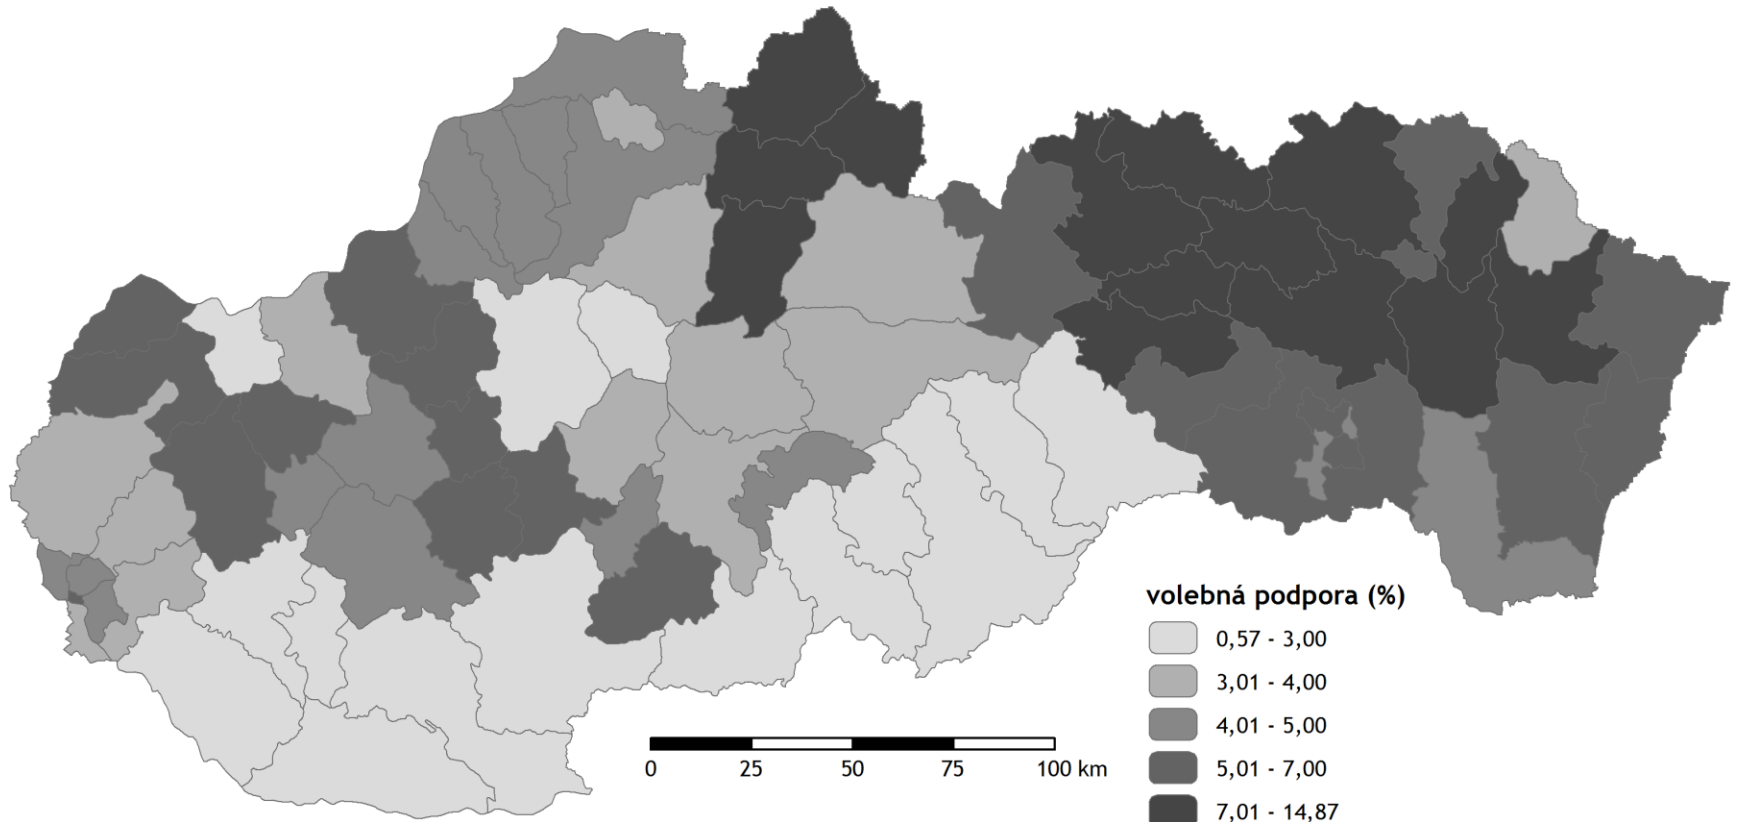 volebná podpora (%)
0,57 - 3,00
3,01 - 4,00
4,01 - 5,00
5,01 - 7,00
7,01 - 14,87
0 25 50 75 100 km